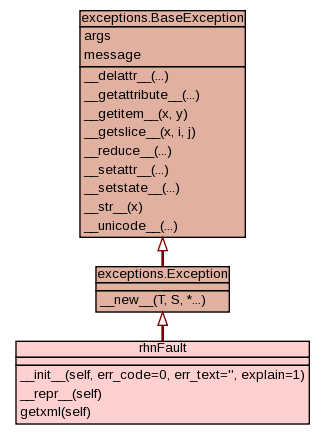 exceptions.BaseException
args
message
__delattr__(...)
__getattribute__(...)
__getitem__(x, y)
__getslice__(x, i, j)
__reduce__(...)
__setattr__(...)
__setstate__(...)
__str__(x)
__unicode__(...)
exceptions.Exception
__new__(T, S, *...)
rhnFault
__init__(self, err_code=0, err_text='', explain=1)
__repr__(self)
getxml(self)